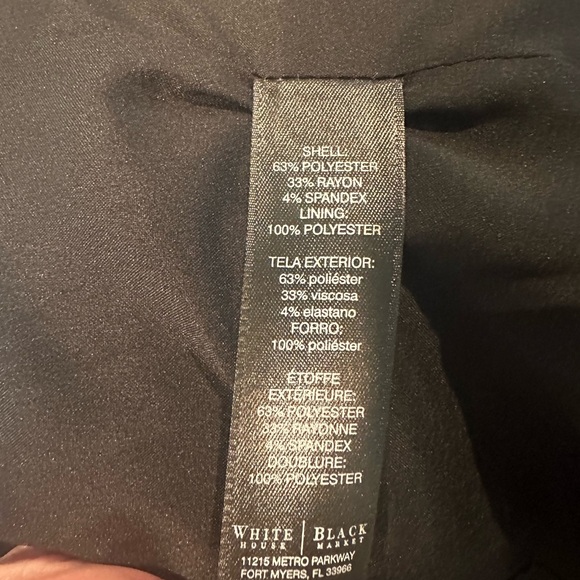 SHELL:
63% POLYESTER
33% RAYON
4% SPANDEX
LINING:
100% POLYESTER
TELA EXTERIOR:
63% poliéster
33% viscosa
4% elastano
FORRO:
100% poliéster
ÉTOFFE
EXTÉRIEURE:
63% POLYESTER
33% RAYONNE
4% SPANDEX
DOUBLURE:
100% POLYESTER
WHITE | BLACK
HOUSE | MARKET
11215 METRO PARKWAY
FORT MYERS, FL 33966